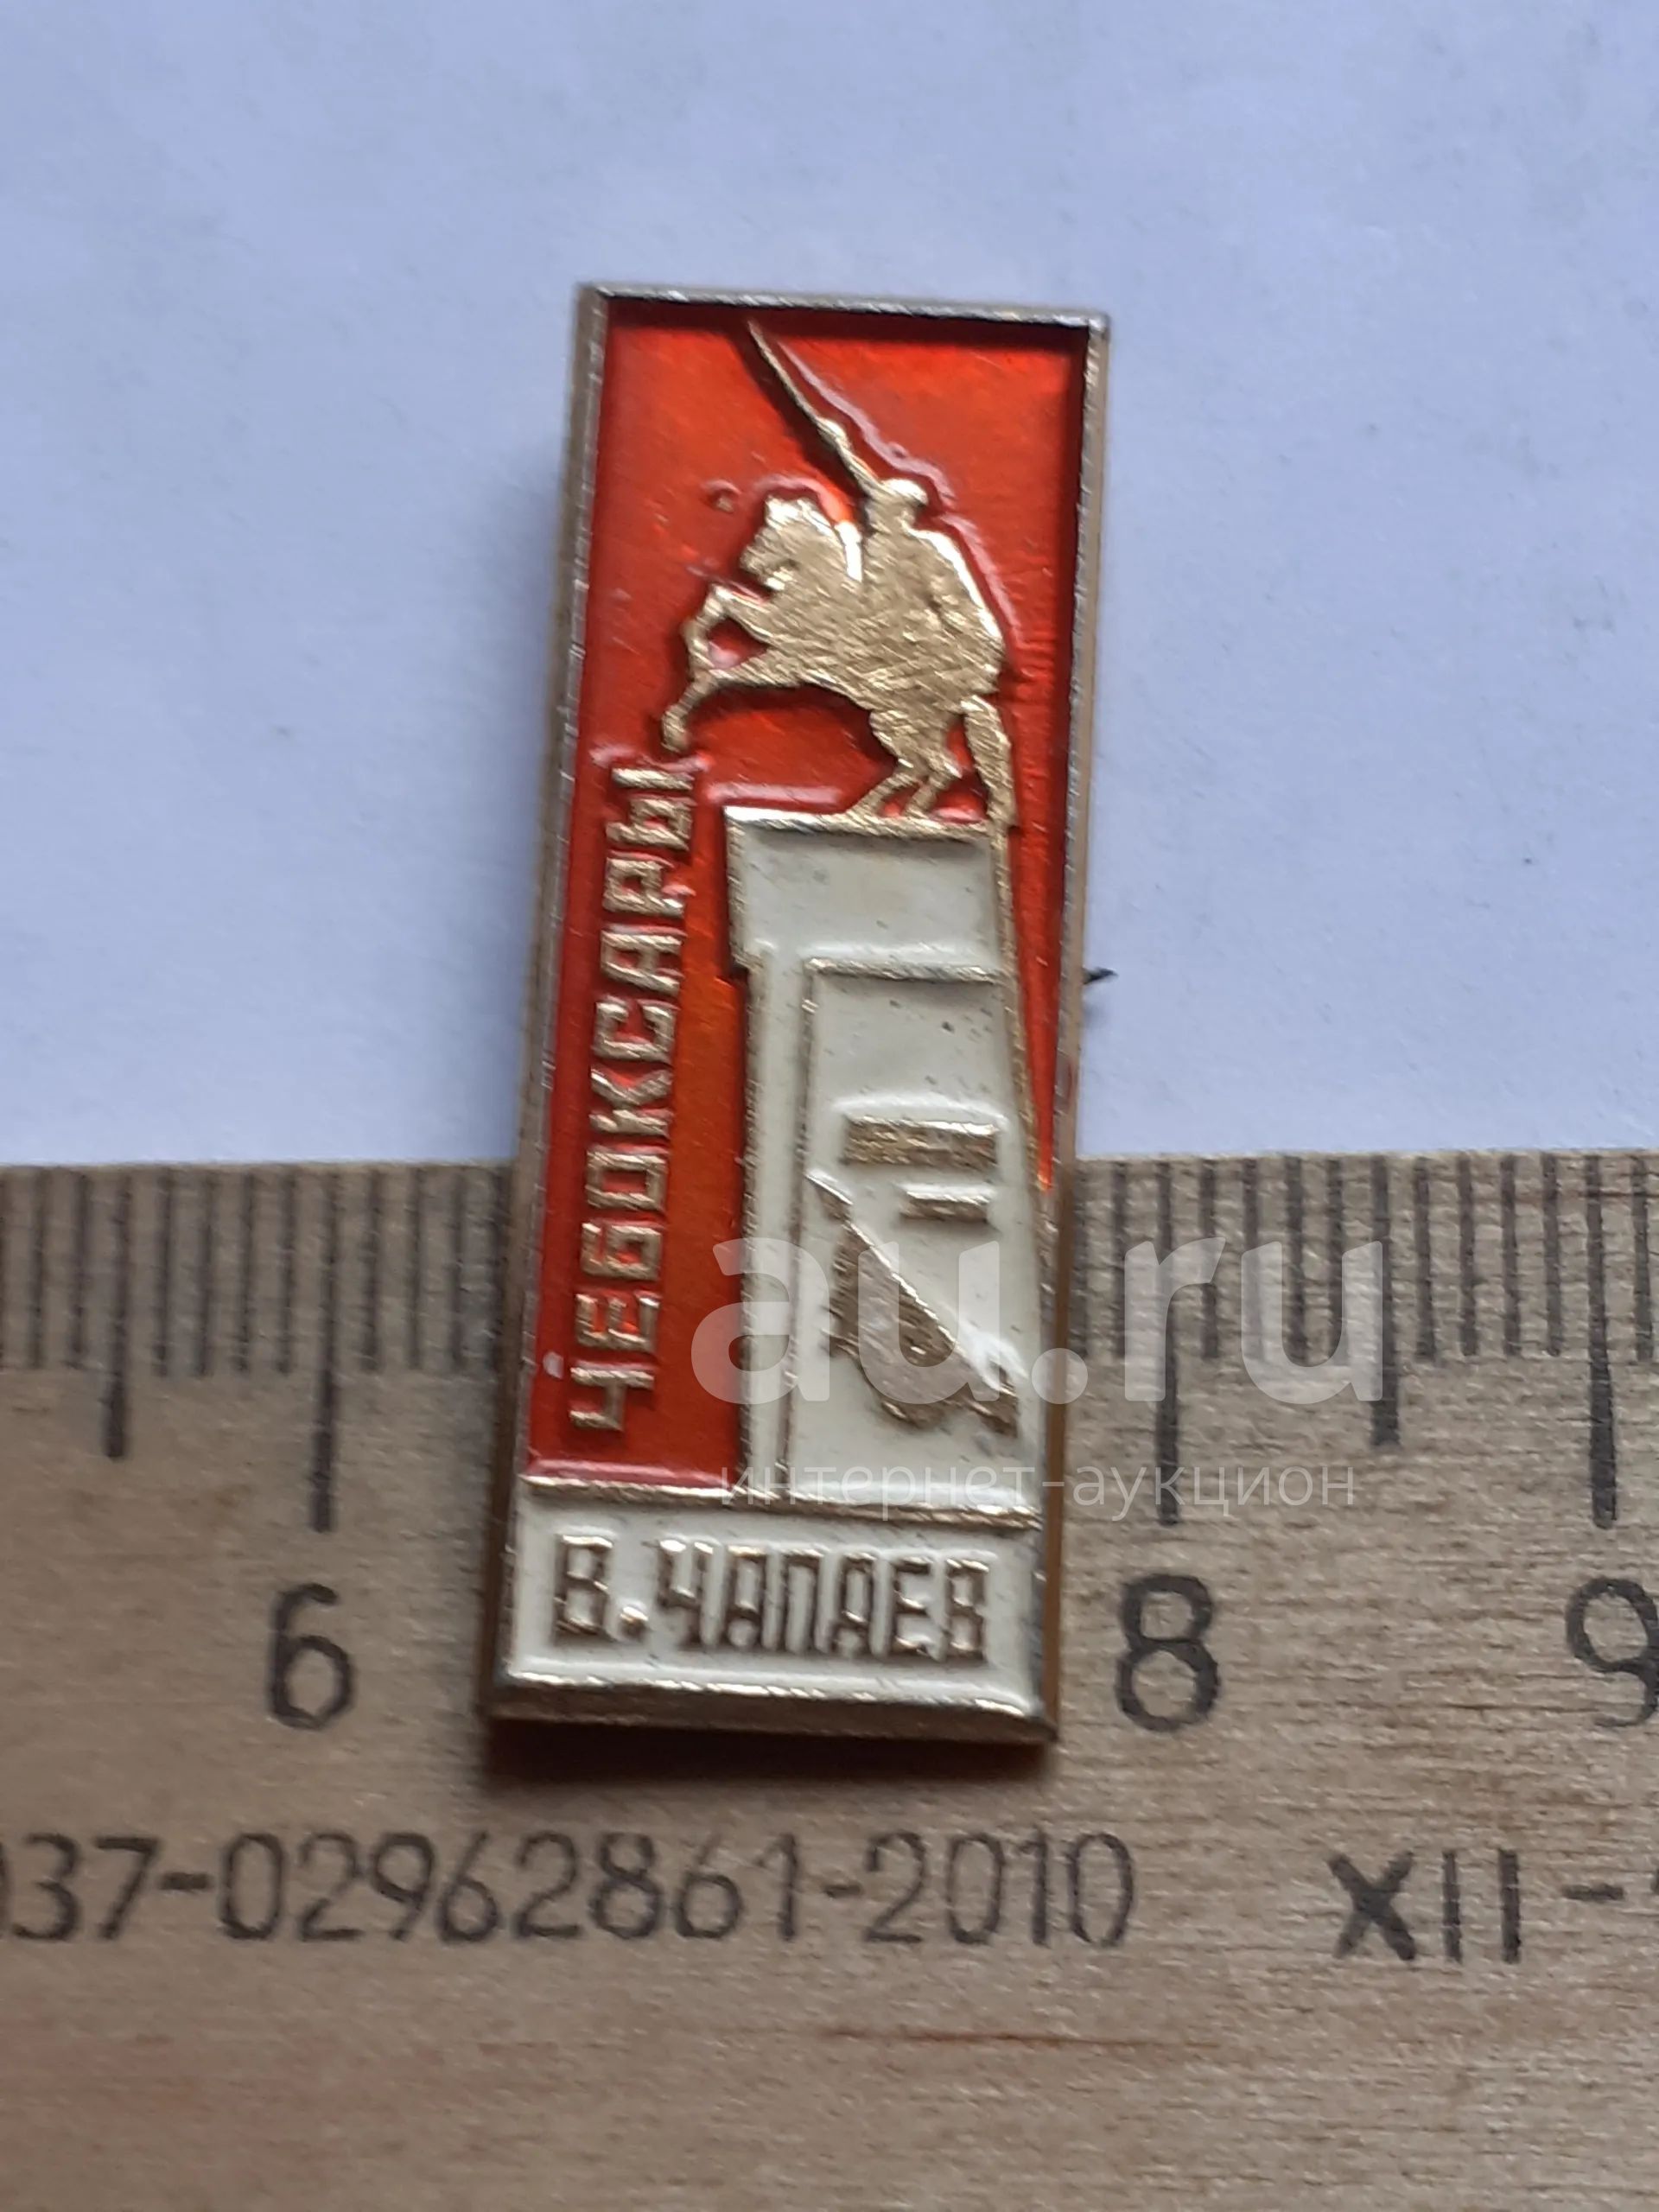 ЧЕБОКСАРЫ
В.ЧАПАЕВ
au.ru
интернет-аукцион
6 8 9
37-02962861-2010 XII-